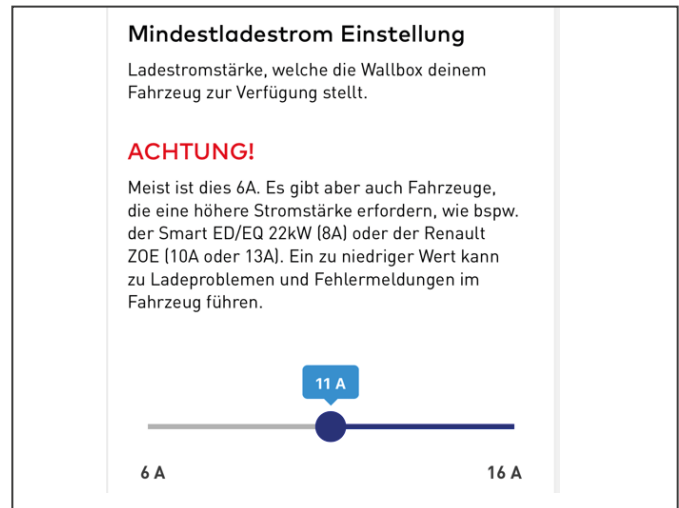 Mindestladestrom Einstellung
Ladestromstärke, welche die Wallbox deinem
Fahrzeug zur Verfügung stellt.
ACHTUNG!
Meist ist dies 6A. Es gibt aber auch Fahrzeuge,
die eine höhere Stromstärke erfordern, wie bspw.
der Smart ED/EQ 22kW (8A) oder der Renault
ZOE (10A oder 13A). Ein zu niedriger Wert kann
zu Ladeproblemen und Fehlermeldungen im
Fahrzeug führen.
11 A
6 A 16 A